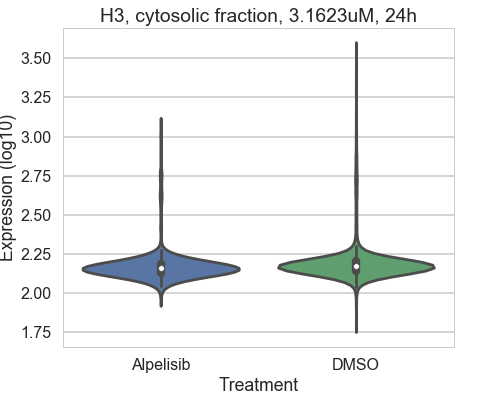 H3, cytosolic fraction, 3.1623uM, 24h
Expression (log10)
3.50
3.25
3.00
2.75
2.50
2.25
2.00
1.75
Alpelisib DMSO
Treatment